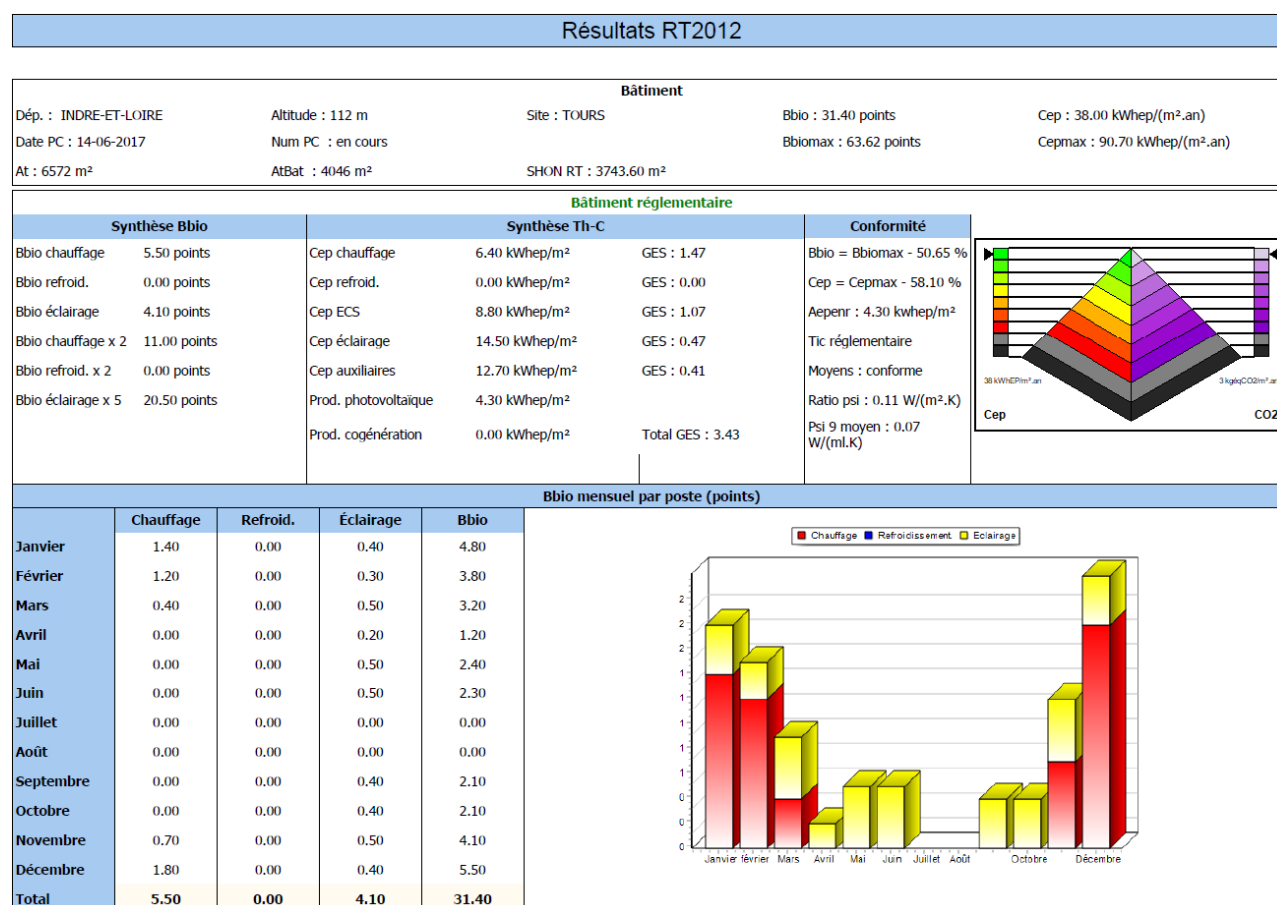 Résultats RT2012
Bâtiment
Dép. : INDRE-ET-LOIRE Altitude : 112 m Site : TOURS Bbio : 31.40 points Cep : 38.00 kWhep/(m².an)
Date PC : 14-06-2017 Num PC : en cours Bbiomax : 63.62 points Cepmax : 90.70 kWhep/(m².an)
At : 6572 m² AtBat : 4046 m² SHON RT : 3743.60 m²
Bâtiment réglementaire
Synthèse Bbio Synthèse Th-C Conformité
Bbio chauffage 5.50 points Cep chauffage 6.40 kWhep/m² GES : 1.47 Bbio = Bbiomax - 50.65 %
Bbio refroid. 0.00 points Cep refroid. 0.00 kWhep/m² GES : 0.00 Cep = Cepmax - 58.10 %
Bbio éclairage 4.10 points Cep ECS 8.80 kWhep/m² GES : 1.07 Aepenr : 4.30 kwhep/m²
Bbio chauffage x 2 11.00 points Cep éclairage 14.50 kWhep/m² GES : 0.47 Tic réglementaire
Bbio refroid. x 2 0.00 points Cep auxiliaires 12.70 kWhep/m² GES : 0.41 Moyens : conforme
Bbio éclairage x 5 20.50 points Prod. photovoltaïque 4.30 kWhep/m² Ratio psi : 0.11 W/(m².K)
Prod. cogénération 0.00 kWhep/m² Total GES : 3.43 Psi 9 moyen : 0.07
W/(ml.K)
38 kWhEP/m².an 3 kgéqCO2/m².an
Cep CO2
Bbio mensuel par poste (points)
Chauffage Refroid. Éclairage Bbio
Janvier 1.40 0.00 0.40 4.80
Février 1.20 0.00 0.30 3.80
Mars 0.40 0.00 0.50 3.20
Avril 0.00 0.00 0.20 1.20
Mai 0.00 0.00 0.50 2.40
Juin 0.00 0.00 0.50 2.30
Juillet 0.00 0.00 0.00 0.00
Août 0.00 0.00 0.00 0.00
Septembre 0.00 0.00 0.40 2.10
Octobre 0.00 0.00 0.40 2.10
Novembre 0.70 0.00 0.50 4.10
Décembre 1.80 0.00 0.40 5.50
Total 5.50 0.00 4.10 31.40
Chauffage Refroidissement Eclairage
2
2
2
1
1
1
1
1
0
0
0
Janvier février Mars Avril Mai Juin Juillet Août Octobre Décembre